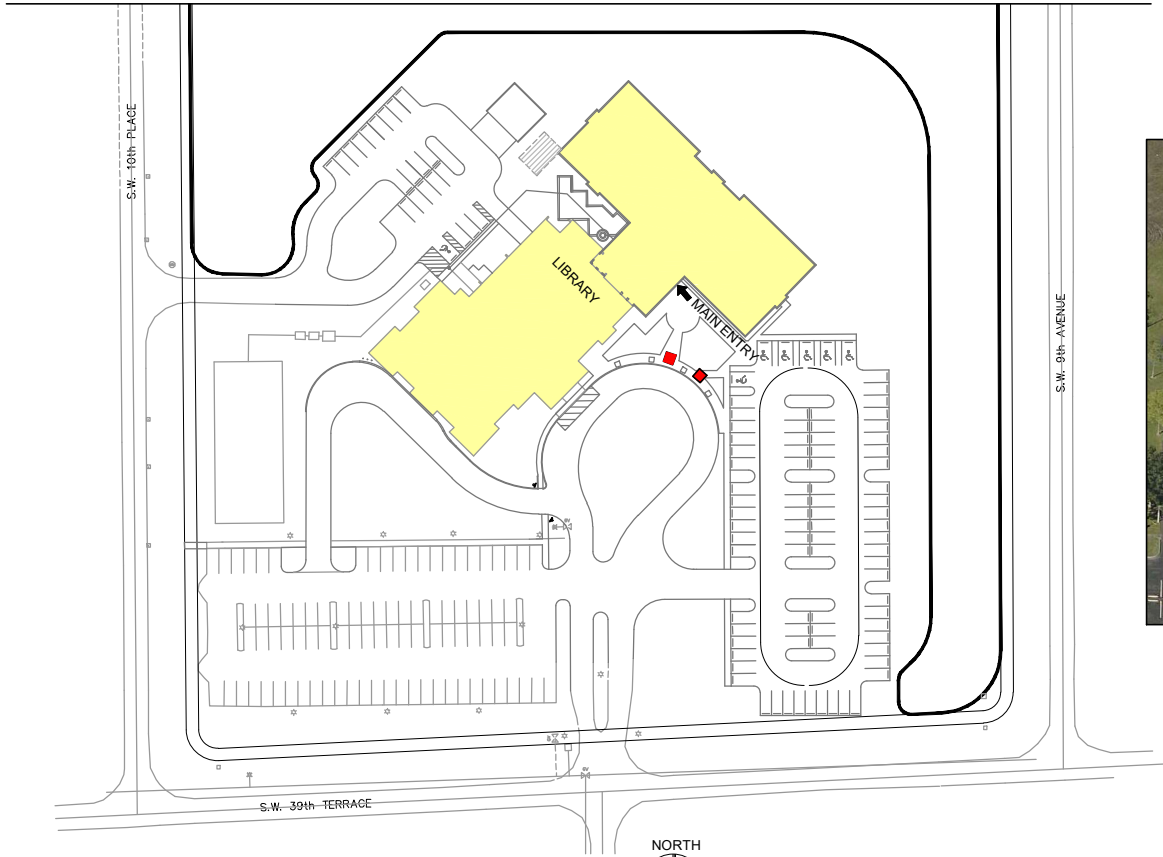 S.W. 10th PLACE
LIBRARY
MAIN ENTRY
S.W. 9th AVENUE
S.W. 39th TERRACE
NORTH